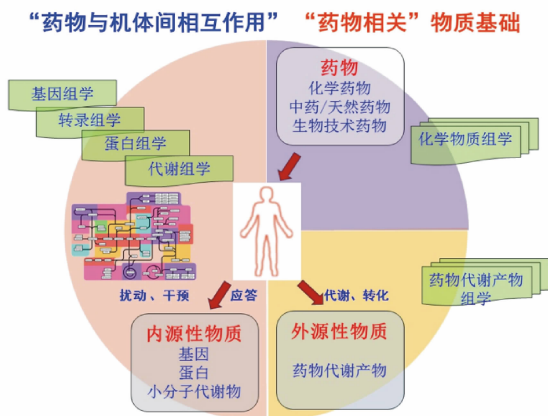 “药物与机体间相互作用” “药物相关”物质基础
基因组学
转录组学
蛋白组学
代谢组学
药物
化学药物
中药/天然药物
生物技术药物
化学物质组学
药物代谢产物
组学
扰动、干预
应答
代谢、转化
内源性物质
基因
蛋白
小分子代谢物
外源性物质
药物代谢产物